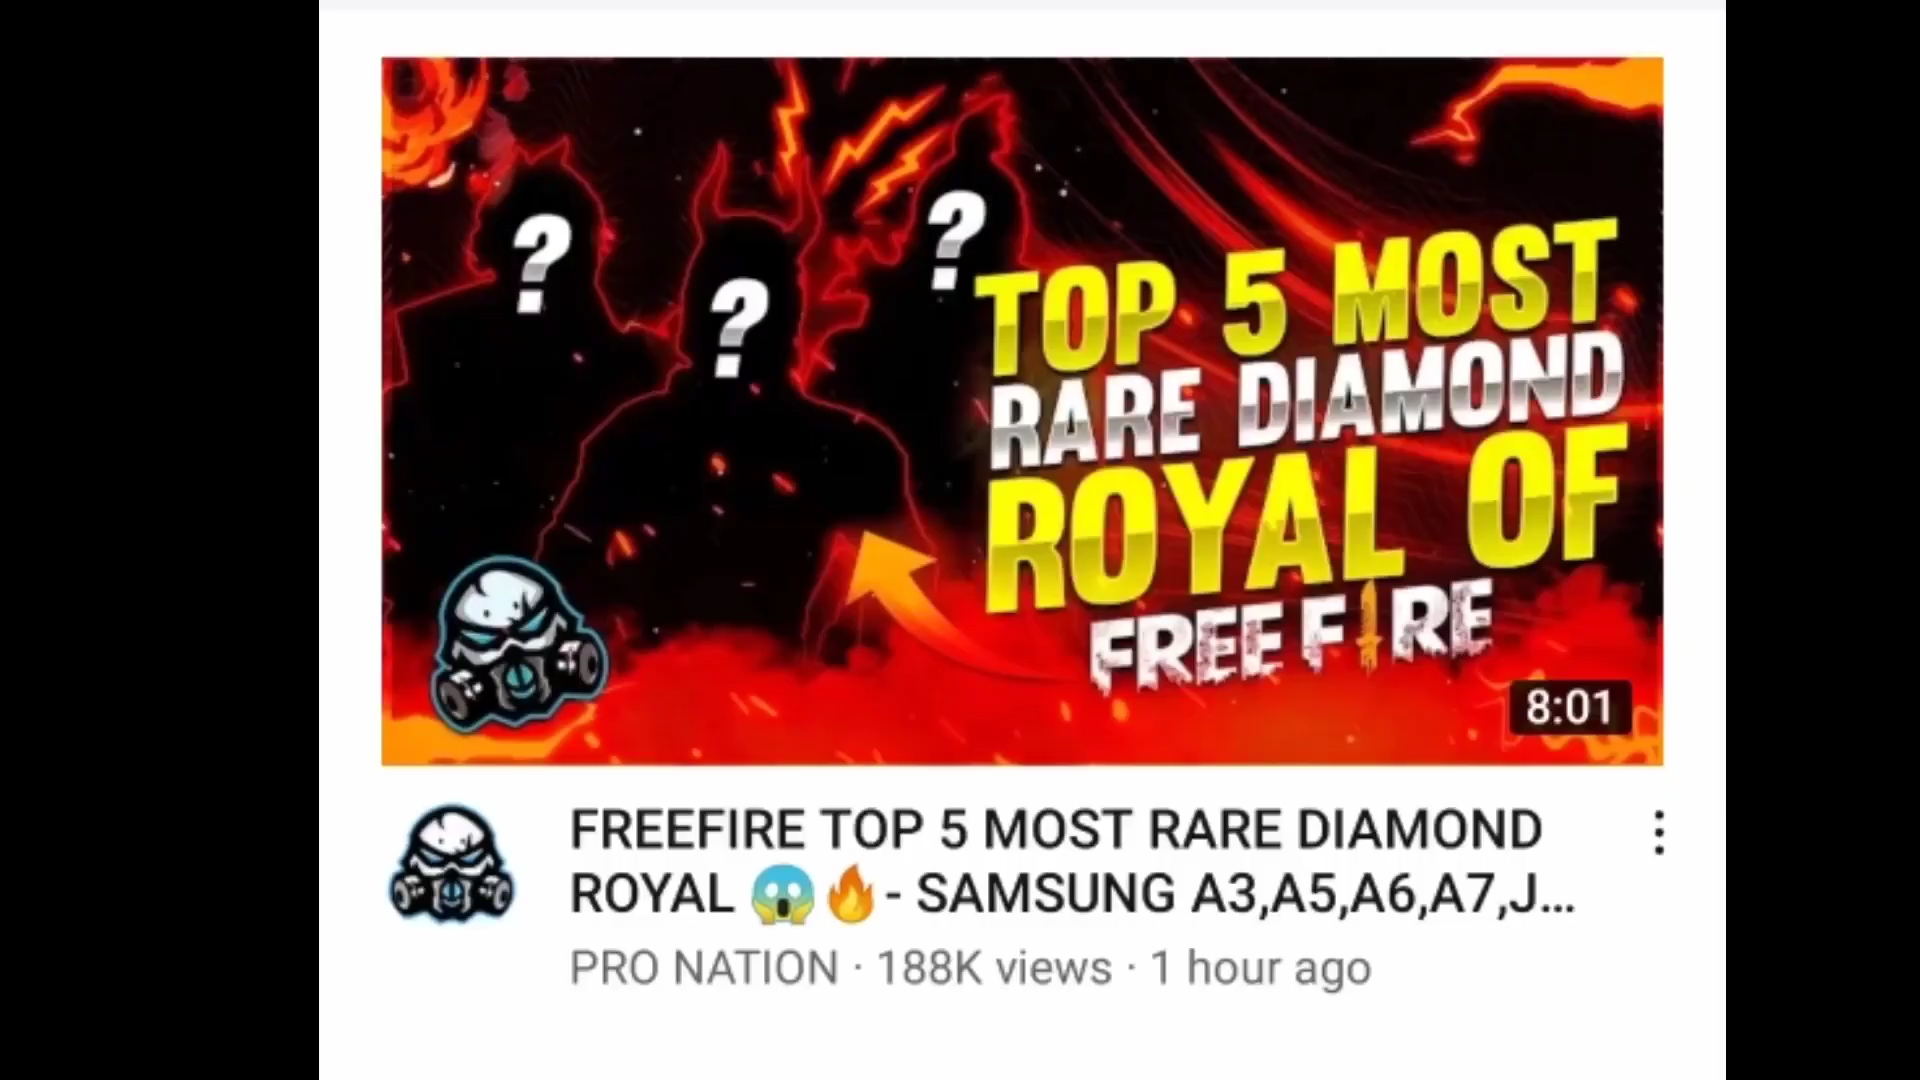 ?
?
?
TOP 5 MOST
RARE DIAMOND
ROYAL OF
FREE FIRE
8:01
FREEFIRE TOP 5 MOST RARE DIAMOND
ROYAL 😱🔥- SAMSUNG A3,A5,A6,A7,J...
PRO NATION · 188K views · 1 hour ago